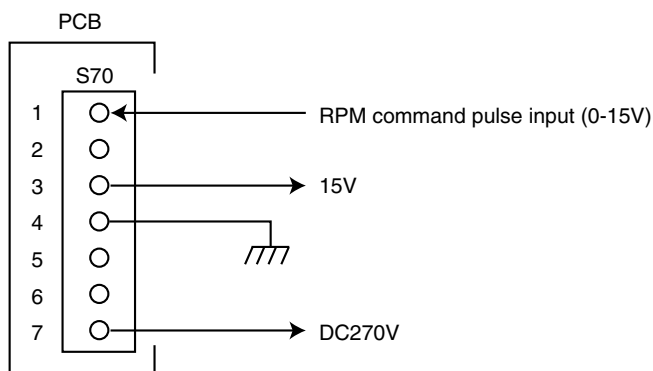 PCB
S70
1
RPM command pulse input (0-15V)
2
3
15V
4
5
6
7
DC270V